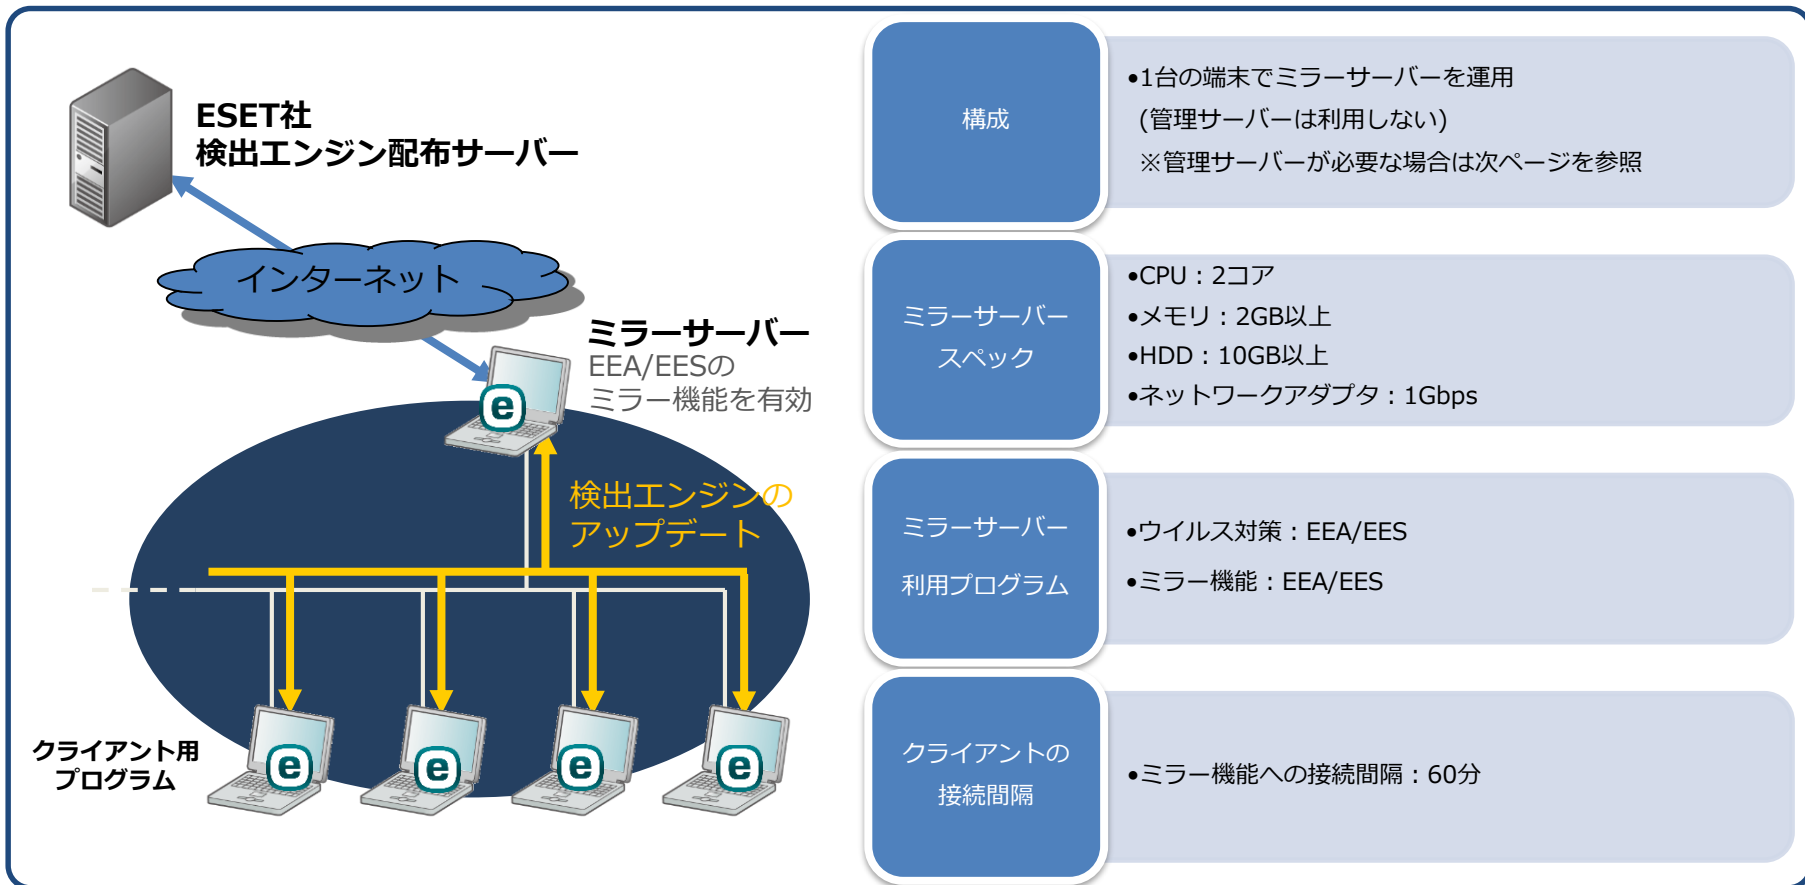 ESET社
検出エンジン配布サーバー
インターネット
ミラーサーバー
EEA/EESの
ミラー機能を有効
検出エンジンの
アップデート
クライアント用
プログラム
e
e
e
e
e
構成
•1台の端末でミラーサーバーを運用
(管理サーバーは利用しない)
※管理サーバーが必要な場合は次ページを参照
ミラーサーバー
スペック
•CPU：2コア
•メモリ：2GB以上
•HDD：10GB以上
•ネットワークアダプタ：1Gbps
ミラーサーバー
利用プログラム
•ウイルス対策：EEA/EES
•ミラー機能：EEA/EES
クライアントの
接続間隔
•ミラー機能への接続間隔：60分